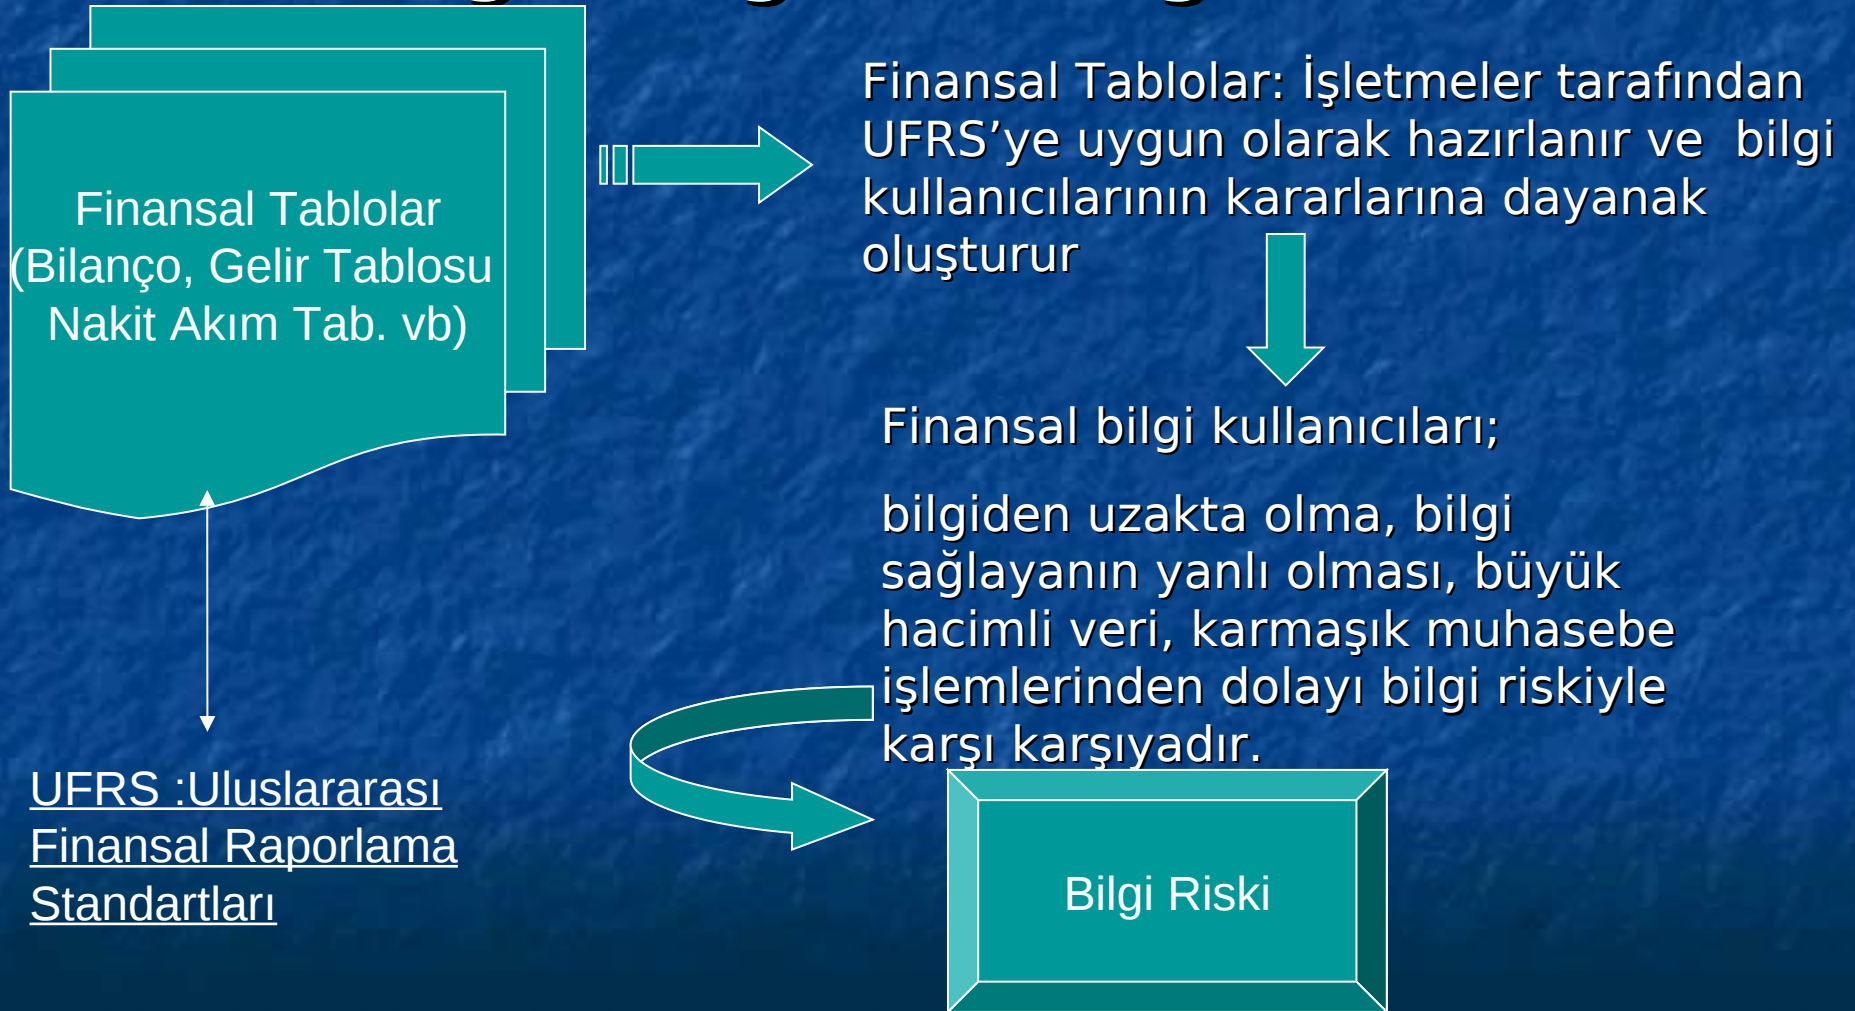 Finansal Tablolar
(Bilanço, Gelir Tablosu
Nakit Akım Tab. vb)
Finansal Tablolar: İşletmeler tarafından
UFRS’ye uygun olarak hazırlanır ve  bilgi
kullanıcılarının kararlarına dayanak
oluşturur
Finansal bilgi kullanıcıları;
bilgiden uzakta olma, bilgi
sağlayanın yanlı olması, büyük
hacimli veri, karmaşık muhasebe
işlemlerinden dolayı bilgi riskiyle
karşı karşıyadır.
UFRS :Uluslararası
Finansal Raporlama
Standartları
Bilgi Riski